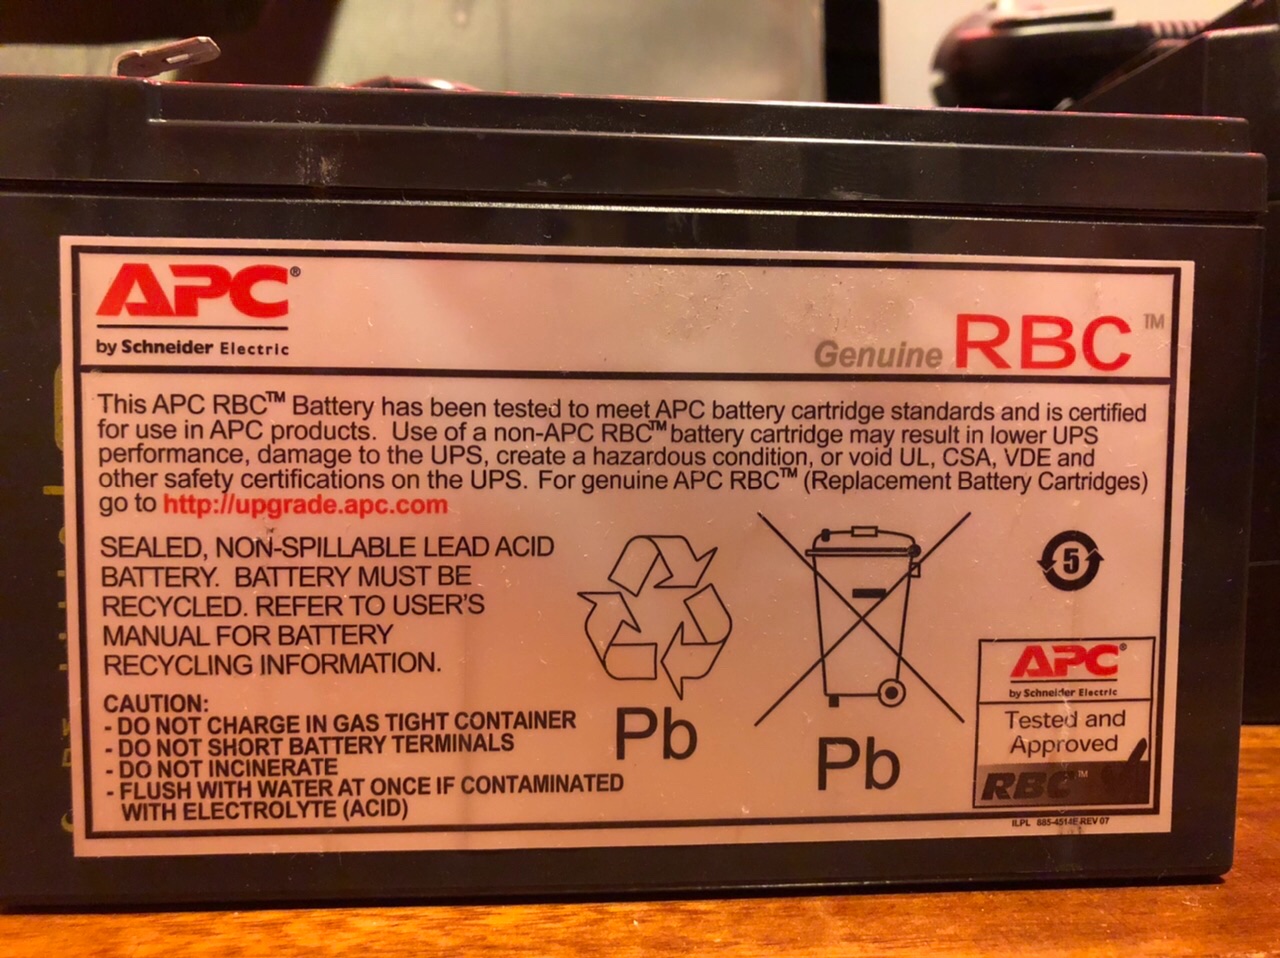 APC®
by Schneider Electric
Genuine RBC™
This APC RBC™ Battery has been tested to meet APC battery cartridge standards and is certified
for use in APC products. Use of a non-APC RBC™ battery cartridge may result in lower UPS
performance, damage to the UPS, create a hazardous condition, or void UL, CSA, VDE and
other safety certifications on the UPS. For genuine APC RBC™ (Replacement Battery Cartridges)
go to http://upgrade.apc.com
SEALED, NON-SPILLABLE LEAD ACID
BATTERY. BATTERY MUST BE
RECYCLED. REFER TO USER'S
MANUAL FOR BATTERY
RECYCLING INFORMATION.
CAUTION:
- DO NOT CHARGE IN GAS TIGHT CONTAINER
- DO NOT SHORT BATTERY TERMINALS
- DO NOT INCINERATE
- FLUSH WITH WATER AT ONCE IF CONTAMINATED
WITH ELECTROLYTE (ACID)
Pb
Pb
5
APC®
by Schneider Electric
Tested and
Approved
RBC™
ILPL 885-4514E REV 07